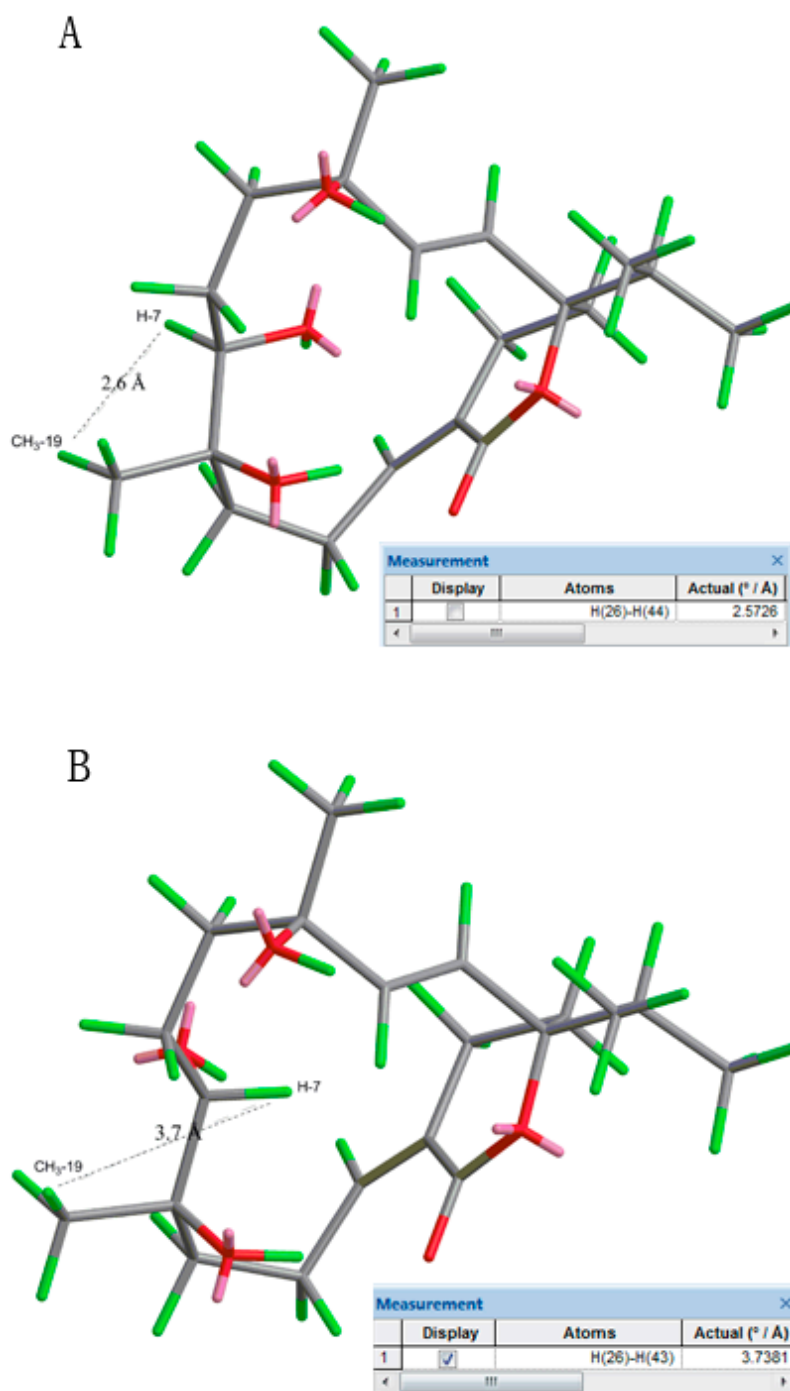 A
H-7
2.6 Å
CH3-19
Measurement ×
Display Atoms Actual (º / Å)
1 H(26)-H(44) 2.5726
B
H-7
3.7 Å
CH3-19
Measurement ×
Display Atoms Actual (º / Å)
1 H(26)-H(43) 3.7381